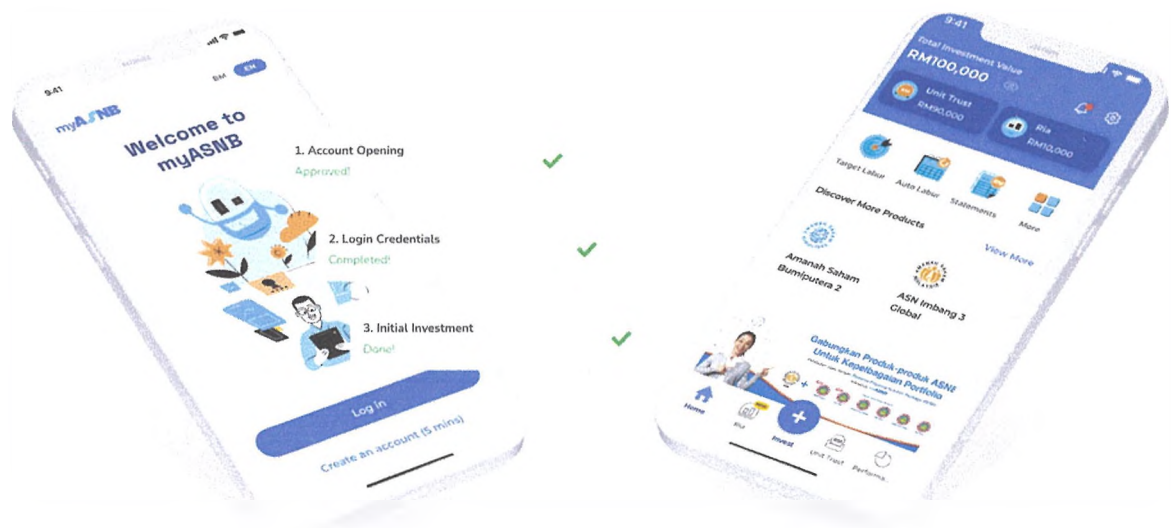 9:41
BM EN
myASNB
Welcome to
myASNB
1. Account Opening
Approved!
2. Login Credentials
Completed!
3. Initial Investment
Done!
Log in
Create an account (5 mins)
9:41
Total Investment Value
RM100,000
Unit Trust
RM90,000
Ria
RM10,000
Target Labur
Auto Labur
Statements
More
Discover More Products
View More
Amanah Saham
Bumiputera 2
ASN Imbang 3
Global
Gabungkan Produk-produk ASNB
Untuk Kepelbagaian Portfolio
Home
Ria
Invest
Unit Trust
Performa...